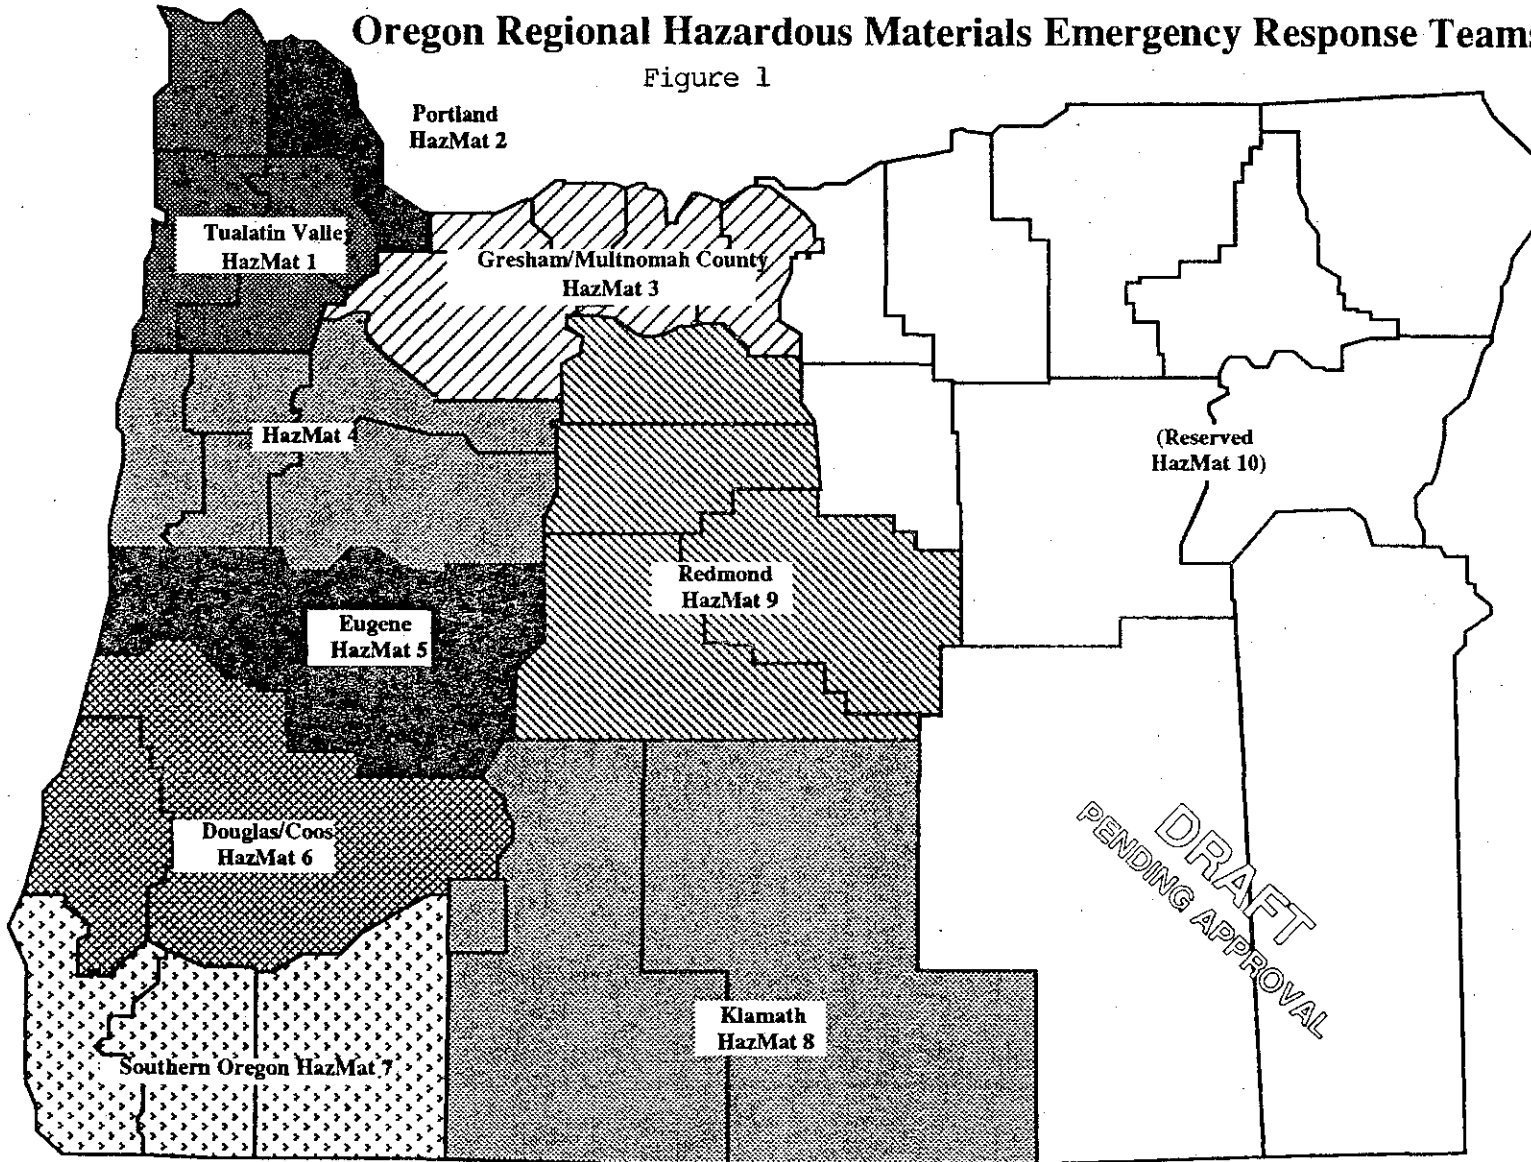 Oregon Regional Hazardous Materials Emergency Response Teams
Figure 1
Portland
HazMat 2
Tualatin Valley
HazMat 1
Gresham/Multnomah County
HazMat 3
HazMat 4
(Reserved
HazMat 10)
Redmond
HazMat 9
Eugene
HazMat 5
Douglas/Coos
HazMat 6
DRAFT
PENDING APPROVAL
Klamath
HazMat 8
Southern Oregon HazMat 7